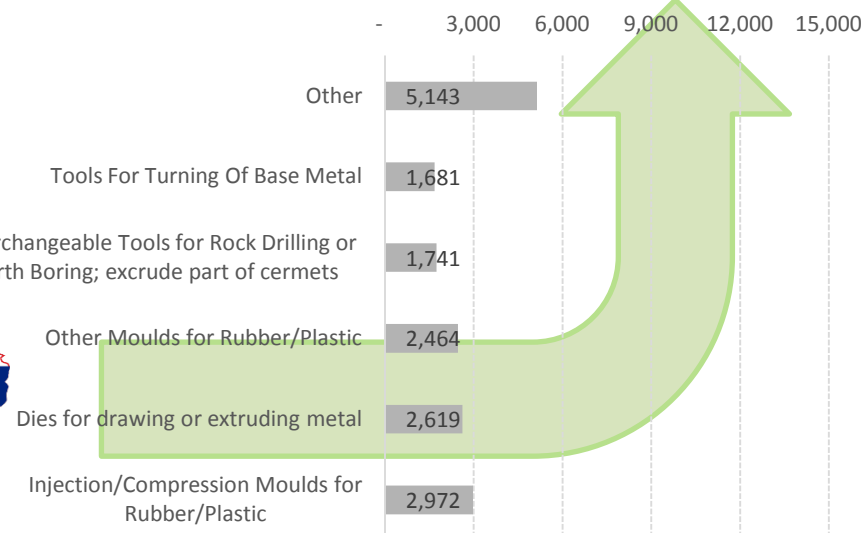 - 3,000 6,000 9,000 12,000 15,000
Other 5,143
Tools For Turning Of Base Metal 1,681
rchangeable Tools for Rock Drilling or
rth Boring; excrude part of cermets 1,741
Other Moulds for Rubber/Plastic 2,464
Dies for drawing or extruding metal 2,619
Injection/Compression Moulds for
Rubber/Plastic 2,972